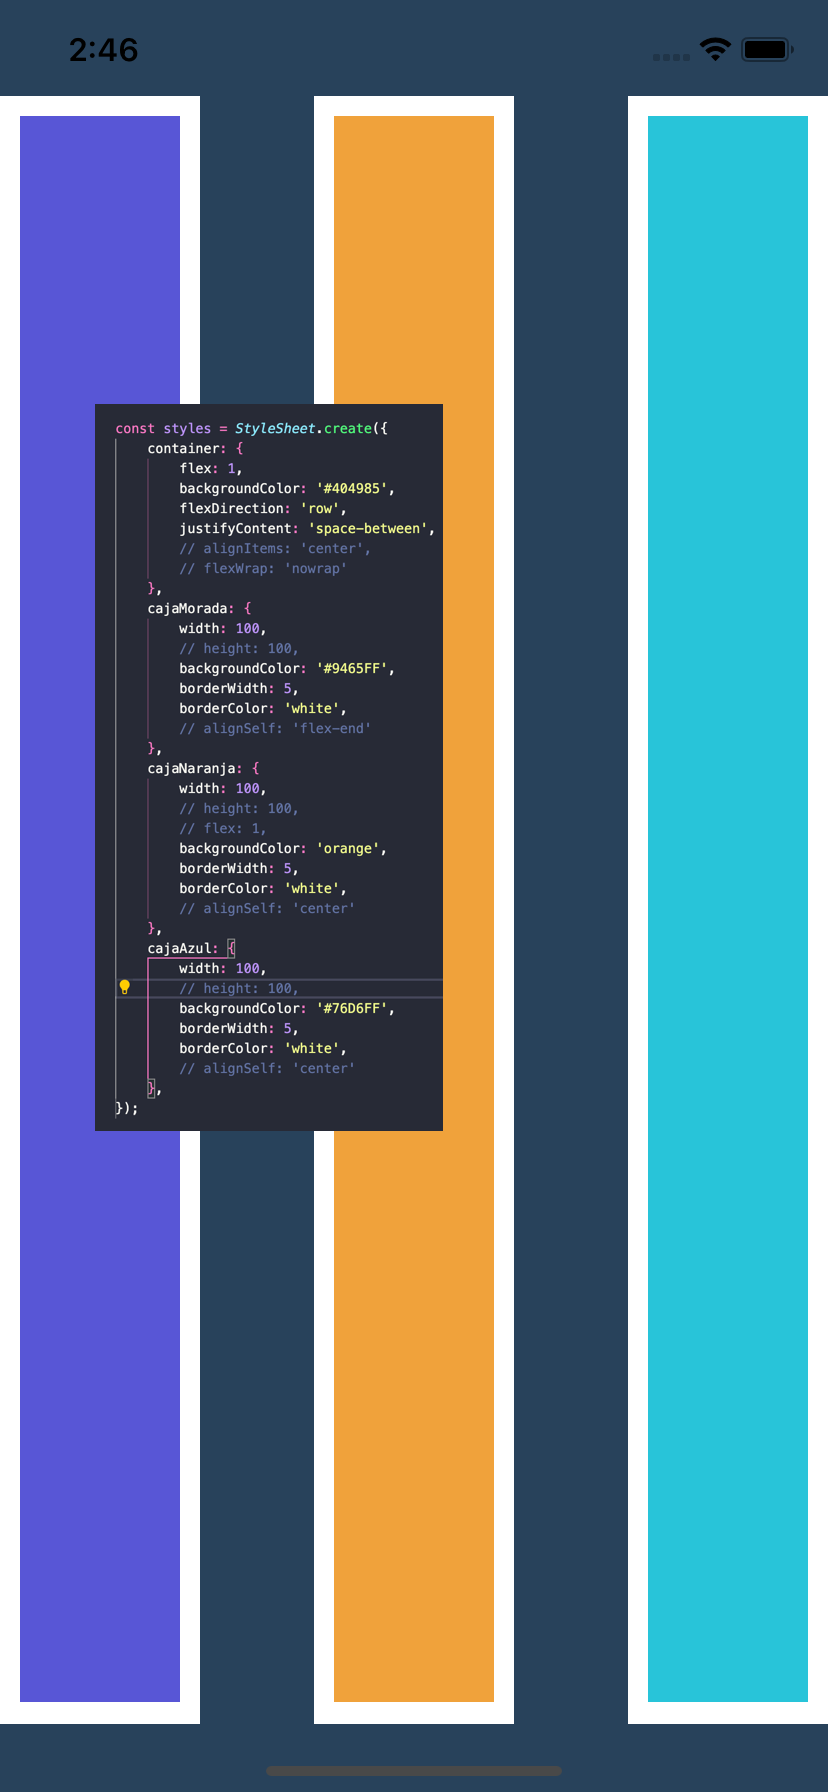 2:46
const styles = StyleSheet.create({
container: {
flex: 1,
backgroundColor: '#404985',
flexDirection: 'row',
justifyContent: 'space-between',
// alignItems: 'center',
// flexWrap: 'nowrap'
},
cajaMorada: {
width: 100,
// height: 100,
backgroundColor: '#9465FF',
borderWidth: 5,
borderColor: 'white',
// alignSelf: 'flex-end'
},
cajaNaranja: {
width: 100,
// height: 100,
// flex: 1,
backgroundColor: 'orange',
borderWidth: 5,
borderColor: 'white',
// alignSelf: 'center'
},
cajaAzul: {
width: 100,
// height: 100,
backgroundColor: '#76D6FF',
borderWidth: 5,
borderColor: 'white',
// alignSelf: 'center'
},
});